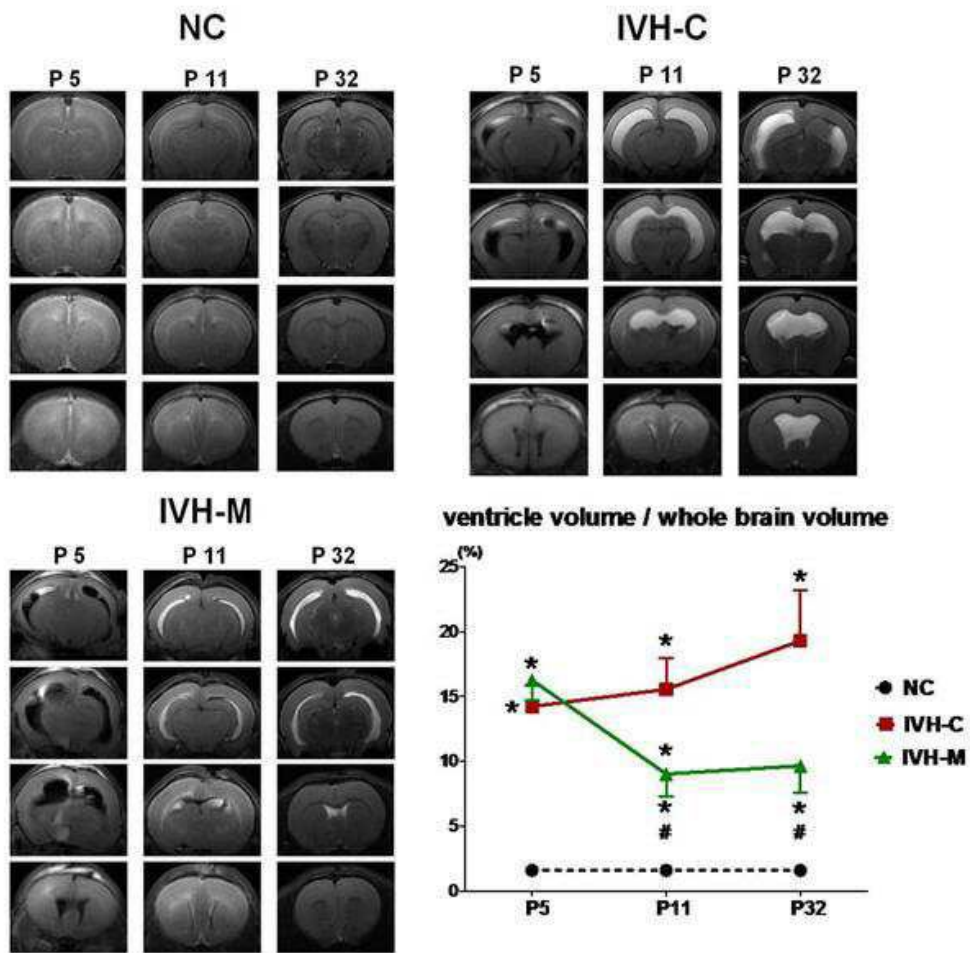 NC
P 5 P 11 P 32
IVH-C
P 5 P 11 P 32
IVH-M
P 5 P 11 P 32
ventricle volume / whole brain volume
(%)
25
20
15
10
5
0
*
*
*
*
*
*
#
*
#
P5 P11 P32
NC
IVH-C
IVH-M